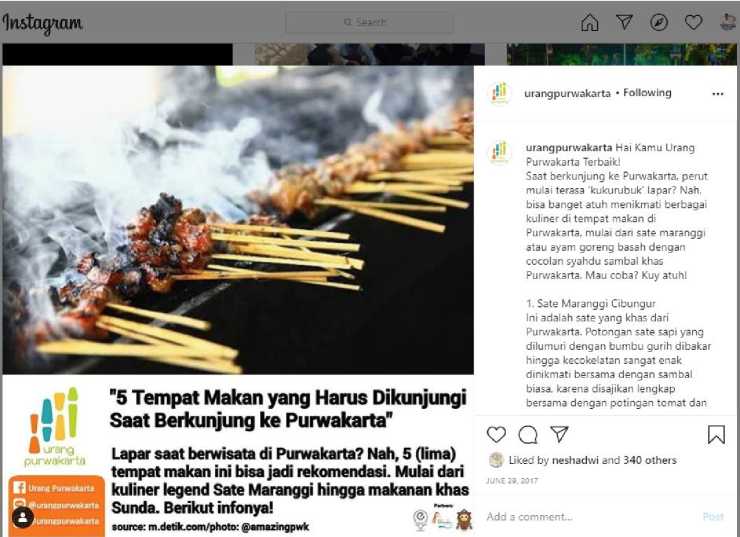 Instagram
Search
urangpurwakarta • Following
urangpurwakarta Hai Kamu Urang
Purwakarta Terbaik!
Saat berkunjung ke Purwakarta, perut
mulai terasa 'kukurubuk' lapar? Nah,
bisa banget atuh menikmati berbagai
kuliner di tempat makan di
Purwakarta, mulai dari sate maranggi
atau ayam goreng basah dengan
cocolan syahdu sambal khas
Purwakarta. Mau coba? Kuy atuh!
1. Sate Maranggi Cibungur
Ini adalah sate yang khas dari
Purwakarta. Potongan sate sapi yang
dilumuri dengan bumbu gurih dibakar
hingga kecokelatan sangat enak
dinikmati bersama dengan sambal
biasa, karena disajikan lengkap
bersama dengan potingan tomat dan
Liked by neshadwi and 340 others
JUNE 29, 2017
Add a comment...
Post
urang
purwakarta
Urang Purwakarta
@urangpurwakarta
urangpurwakarta
"5 Tempat Makan yang Harus Dikunjungi
Saat Berkunjung ke Purwakarta"
Lapar saat berwisata di Purwakarta? Nah, 5 (lima)
tempat makan ini bisa jadi rekomendasi. Mulai dari
kuliner legend Sate Maranggi hingga makanan khas
Sunda. Berikut infonya!
source: m.detik.com/photo: @amazingpwk
Partners: